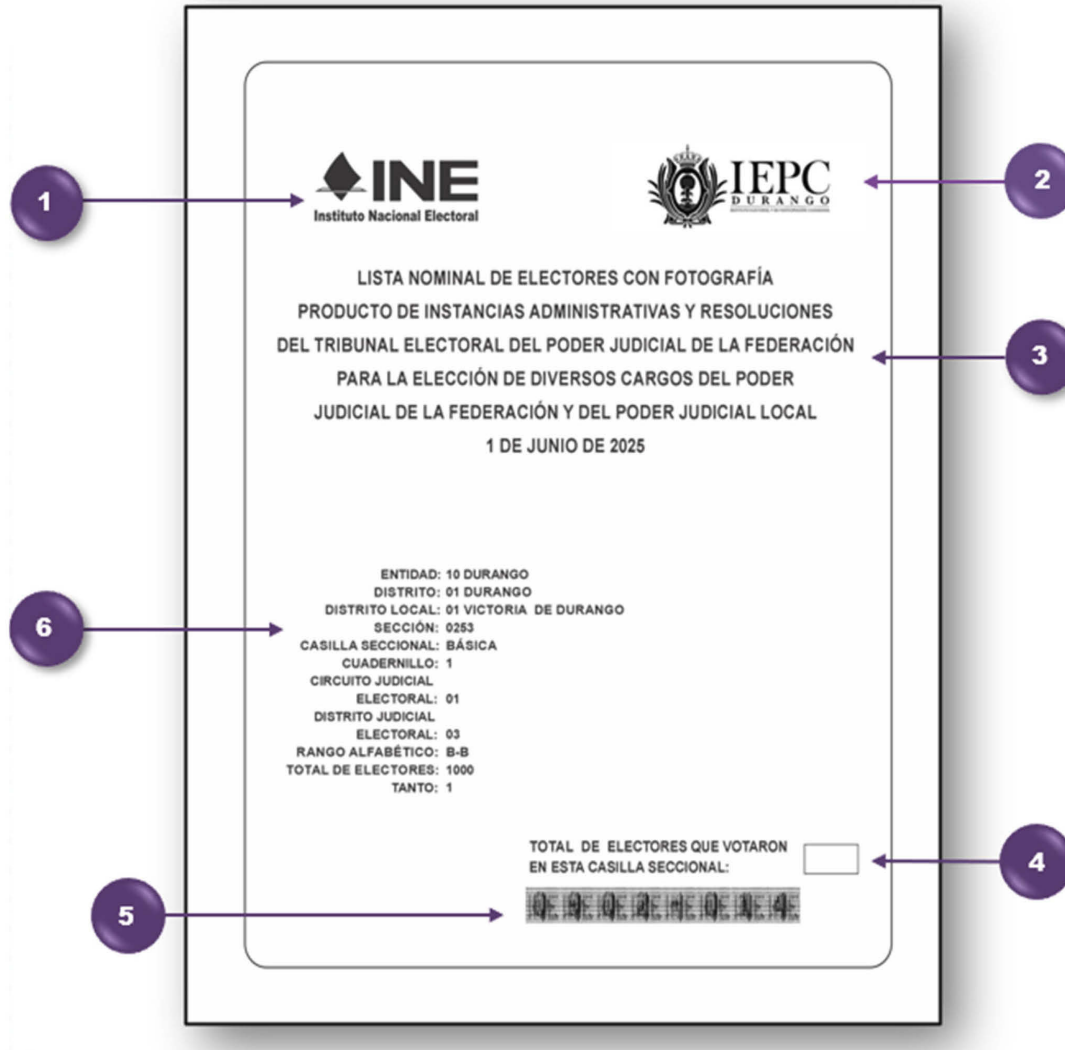 INE
Instituto Nacional Electoral
IEPC
DURANGO
1
2
LISTA NOMINAL DE ELECTORES CON FOTOGRAFÍA
PRODUCTO DE INSTANCIAS ADMINISTRATIVAS Y RESOLUCIONES
DEL TRIBUNAL ELECTORAL DEL PODER JUDICIAL DE LA FEDERACIÓN
3
PARA LA ELECCIÓN DE DIVERSOS CARGOS DEL PODER
JUDICIAL DE LA FEDERACIÓN Y DEL PODER JUDICIAL LOCAL
1 DE JUNIO DE 2025
ENTIDAD: 10 DURANGO
DISTRITO: 01 DURANGO
DISTRITO LOCAL: 01 VICTORIA DE DURANGO
6
SECCIÓN: 0253
CASILLA SECCIONAL: BÁSICA
CUADERNILLO: 1
CIRCUITO JUDICIAL
ELECTORAL: 01
DISTRITO JUDICIAL
ELECTORAL: 03
RANGO ALFABÉTICO: B-B
TOTAL DE ELECTORES: 1000
TANTO: 1
TOTAL DE ELECTORES QUE VOTARON
EN ESTA CASILLA SECCIONAL:
4
5